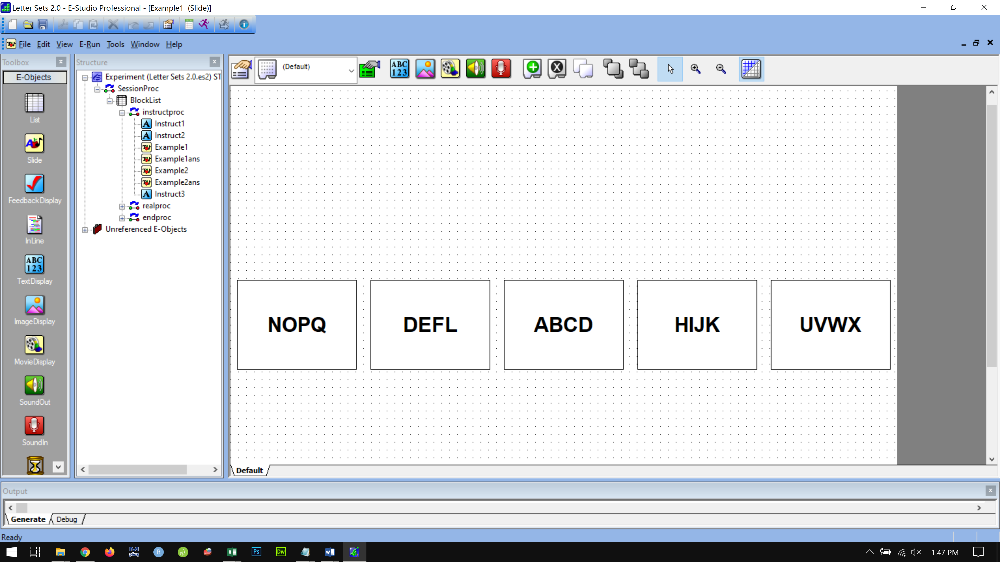 Letter Sets 2.0 - E-Studio Professional - [Example1 (Slide)]
File Edit View E-Run Tools Window Help
Toolbox
E-Objects
List
Slide
FeedbackDisplay
InLine
ABC
123
TextDisplay
ImageDisplay
MovieDisplay
SoundOut
SoundIn
Structure
Experiment (Letter Sets 2.0.es2) ST
SessionProc
BlockList
instructproc
Instruct1
Instruct2
Example1
Example1ans
Example2
Example2ans
Instruct3
realproc
endproc
Unreferenced E-Objects
(Default)
ABC
123
NOPQ DEFL ABCD HIJK UVWX
Default
Output
Generate Debug
Ready
Ps Dw 1:47 PM